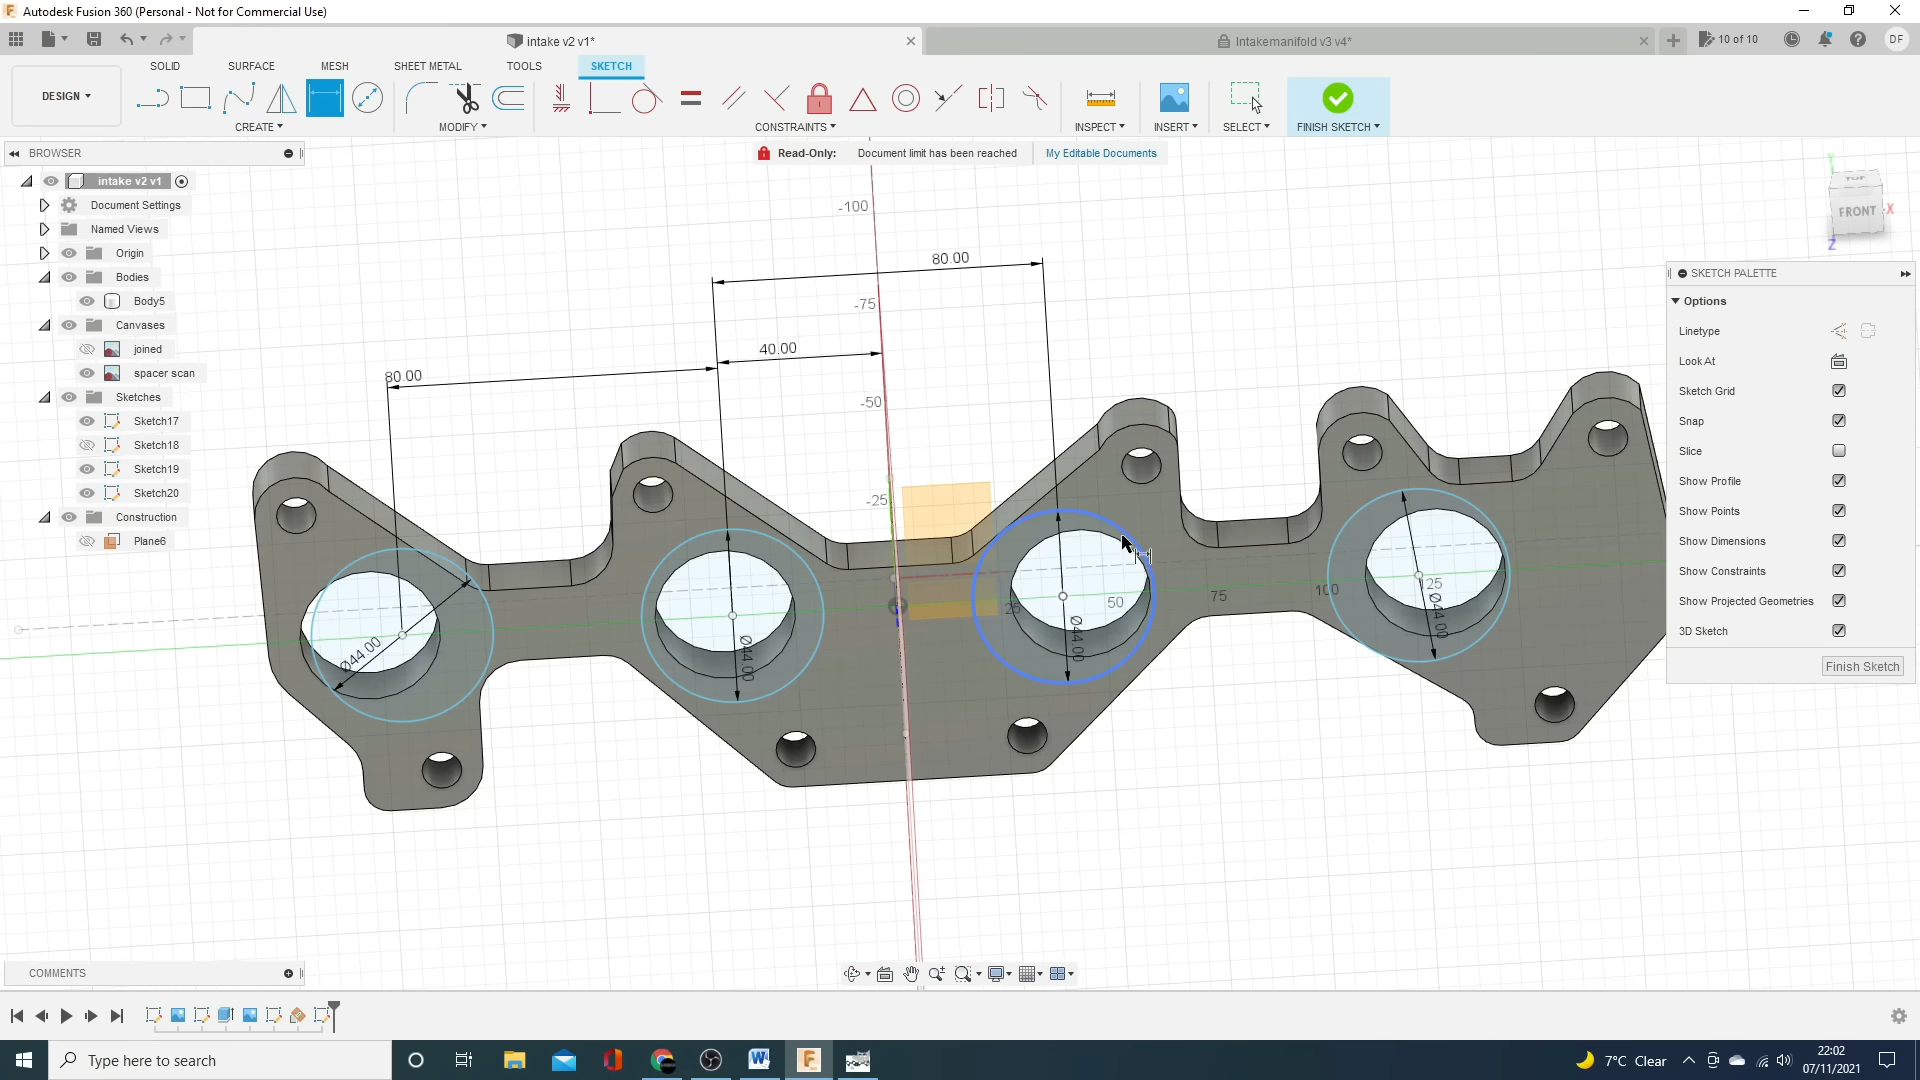 Autodesk Fusion 360 (Personal - Not for Commercial Use)
intake v2 v1*
Intakemanifold v3 v4*
10 of 10
DF
SOLID
SURFACE
MESH
SHEET METAL
TOOLS
SKETCH
DESIGN
CREATE
MODIFY
CONSTRAINTS
INSPECT
INSERT
SELECT
FINISH SKETCH
BROWSER
Read-Only: Document limit has been reached My Editable Documents
intake v2 v1
Document Settings
Named Views
Origin
Bodies
Body5
Canvases
joined
spacer scan
Sketches
Sketch17
Sketch18
Sketch19
Sketch20
Construction
Plane6
TOP
FRONT
X
Y
Z
-100
80.00
-75
40.00
80.00
-50
-25
25
50
75
100
25
Ø44.00
Ø44.00
Ø44.00
Ø44.00
SKETCH PALETTE
Options
Linetype
Look At
Sketch Grid
Snap
Slice
Show Profile
Show Points
Show Dimensions
Show Constraints
Show Projected Geometries
3D Sketch
Finish Sketch
COMMENTS
Type here to search
7°C Clear
22:02
07/11/2021